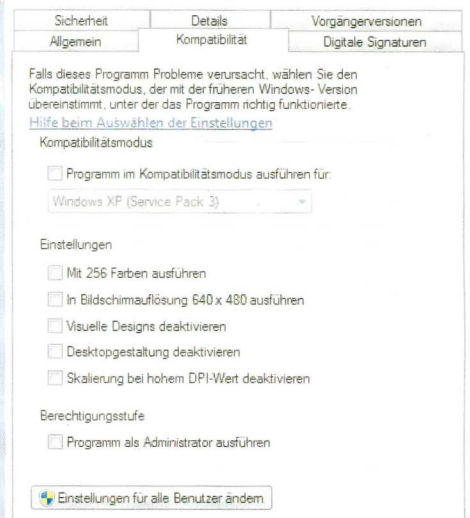 Sicherheit
Details
Vorgängerversionen
Allgemein
Kompatibilität
Digitale Signaturen
Falls dieses Programm Probleme verursacht, wählen Sie den
Kompatibilitätsmodus, der mit der früheren Windows- Version
übereinstimmt, unter der das Programm richtig funktionierte.
Hilfe beim Auswählen der Einstellungen
Kompatibilitätsmodus
Programm im Kompatibilitätsmodus ausführen für:
Windows XP (Service Pack 3)
Einstellungen
Mit 256 Farben ausführen
In Bildschirmauflösung 640 x 480 ausführen
Visuelle Designs deaktivieren
Desktopgestaltung deaktivieren
Skalierung bei hohem DPI-Wert deaktivieren
Berechtigungsstufe
Programm als Administrator ausführen
Einstellungen für alle Benutzer ändern